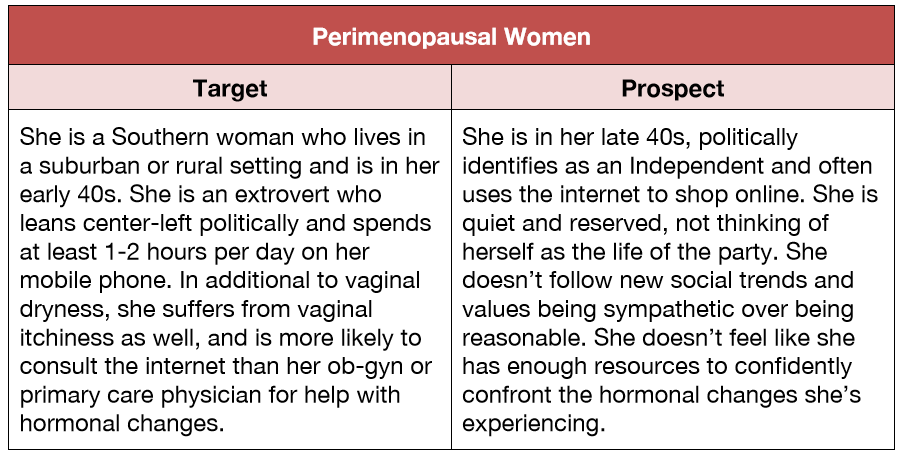 Perimenopausal Women
Target
Prospect
She is a Southern woman who lives in
a suburban or rural setting and is in her
early 40s. She is an extrovert who
leans center-left politically and spends
at least 1-2 hours per day on her
mobile phone. In additional to vaginal
dryness, she suffers from vaginal
itchiness as well, and is more likely to
consult the internet than her ob-gyn or
primary care physician for help with
hormonal changes.
She is in her late 40s, politically
identifies as an Independent and often
uses the internet to shop online. She is
quiet and reserved, not thinking of
herself as the life of the party. She
doesn’t follow new social trends and
values being sympathetic over being
reasonable. She doesn’t feel like she
has enough resources to confidently
confront the hormonal changes she’s
experiencing.